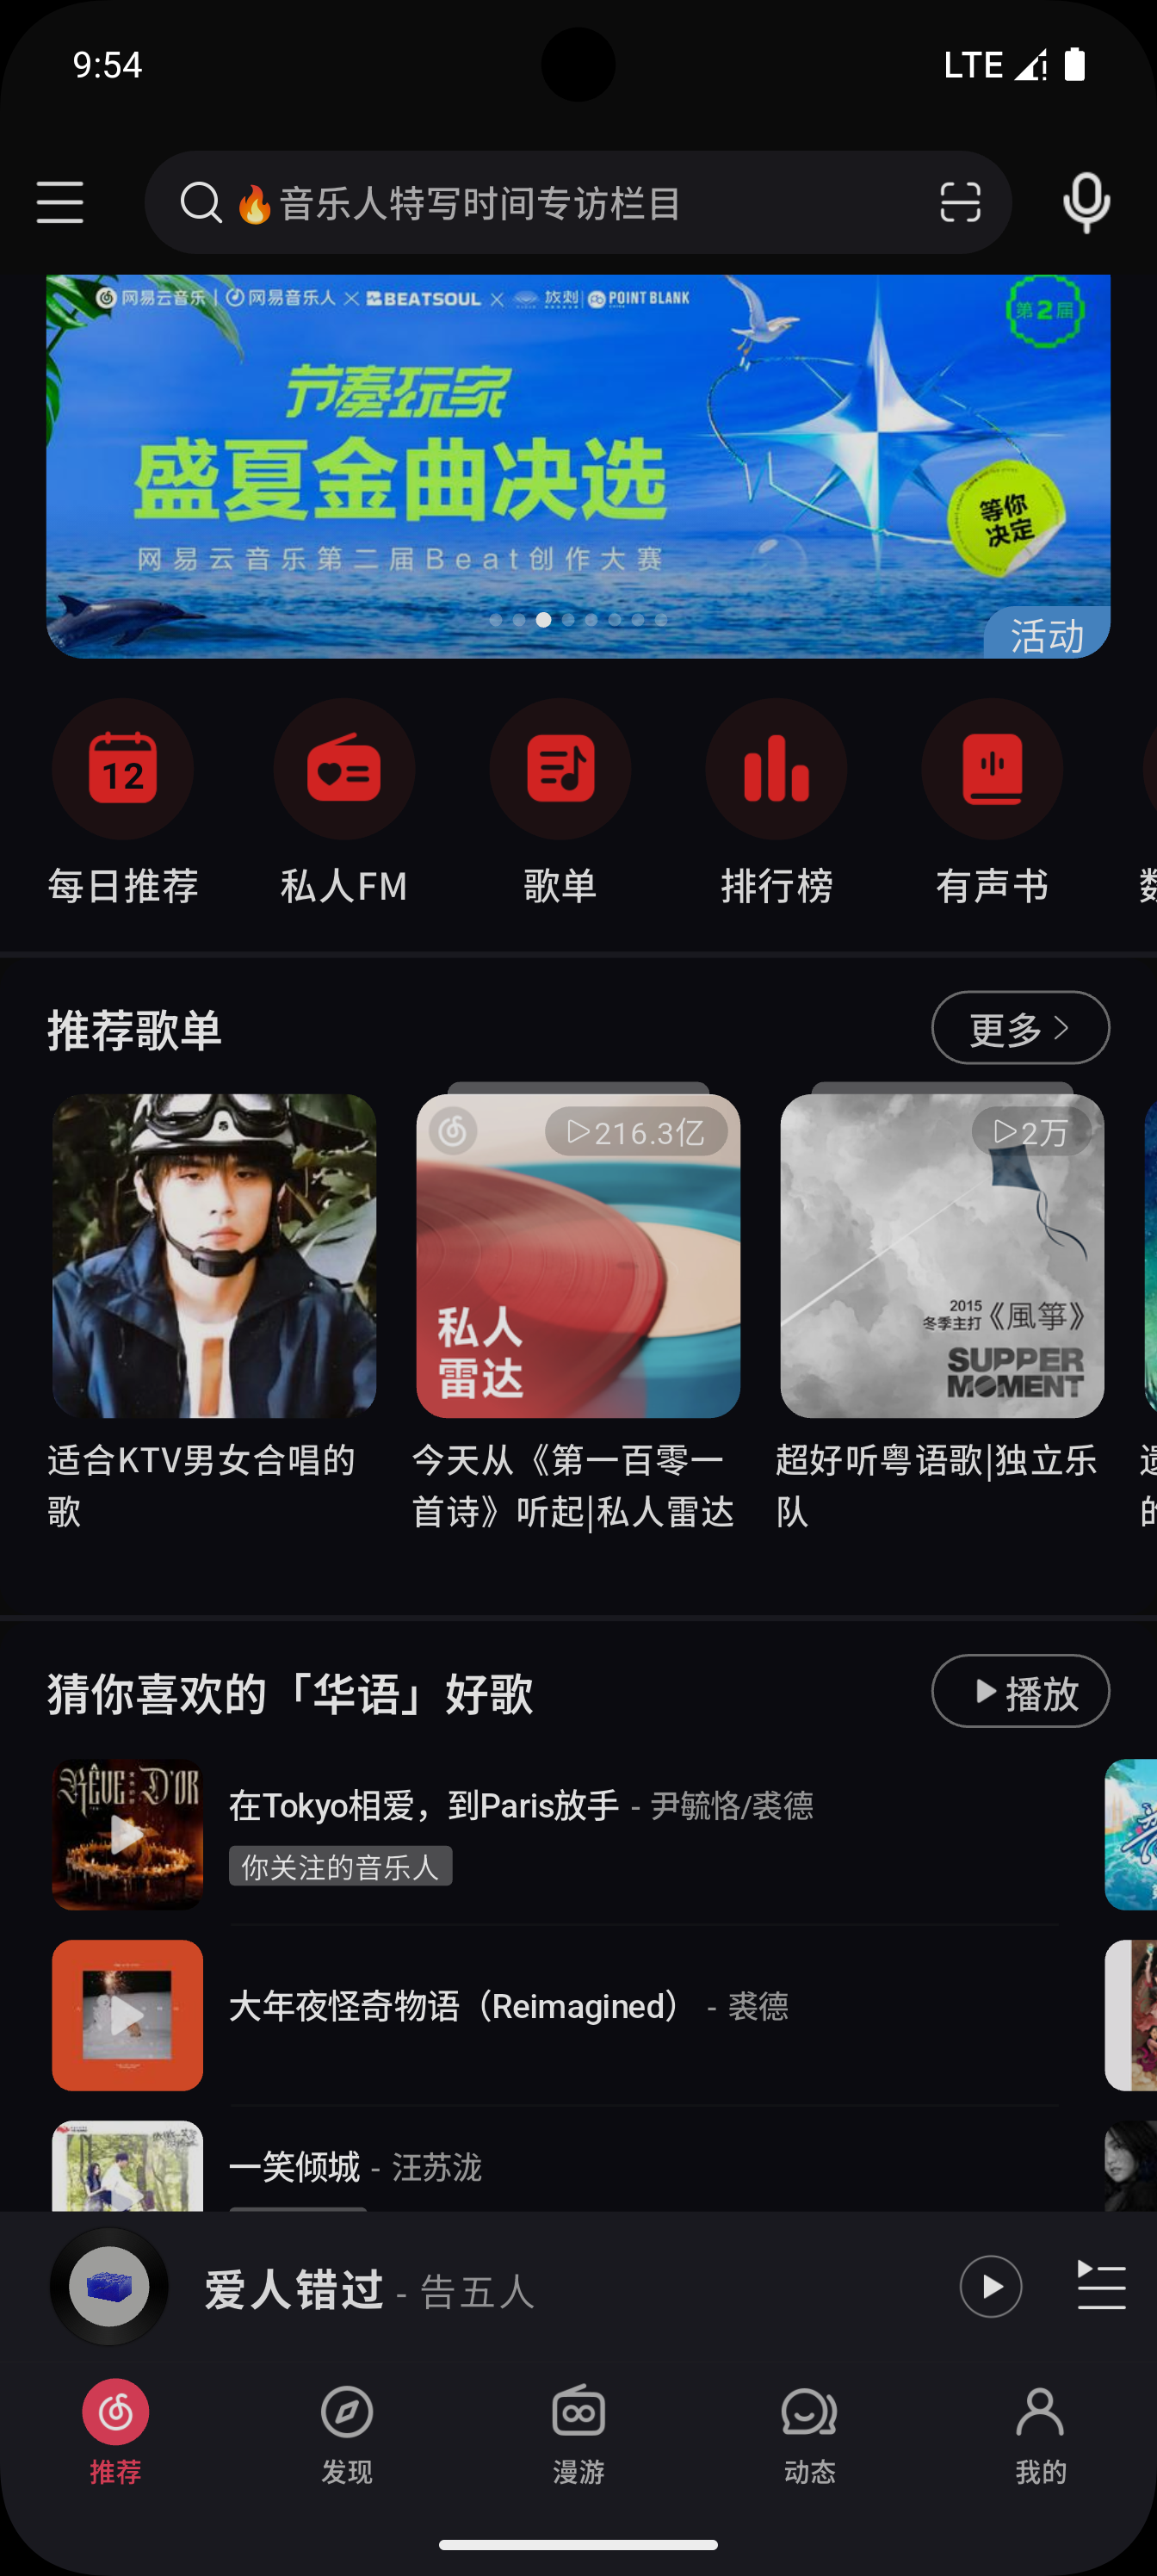 9:54
LTE
🔥音乐人特写时间专访栏目
网易云音乐 | 网易音乐人 × BEATSOUL × 放刺 | POINT BLANK
第2届
节奏玩家
盛夏金曲决选
等你
决定
网易云音乐第二届Beat创作大赛
活动
12
每日推荐
私人FM
歌单
排行榜
有声书
推荐歌单
更多
216.3亿
2万
私人
雷达
2015
冬季主打
《風箏》
SUPPER
MOMENT
适合KTV男女合唱的
歌
今天从《第一百零一
首诗》听起|私人雷达
超好听粤语歌|独立乐
队
猜你喜欢的「华语」好歌
播放
RÊVE D'OR
在Tokyo相爱，到Paris放手 - 尹毓恪/裘德
你关注的音乐人
大年夜怪奇物语（Reimagined） - 裘德
一笑倾城 - 汪苏泷
爱人错过 - 告五人
推荐
发现
漫游
动态
我的